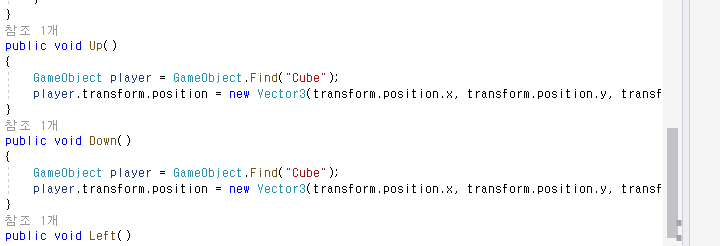 }
참조 1개
public void Up()
{
GameObject player = GameObject.Find("Cube");
player.transform.position = new Vector3(transform.position.x, transform.position.y, transf
}
참조 1개
public void Down()
{
GameObject player = GameObject.Find("Cube");
player.transform.position = new Vector3(transform.position.x, transform.position.y, transf
}
참조 1개
public void Left()